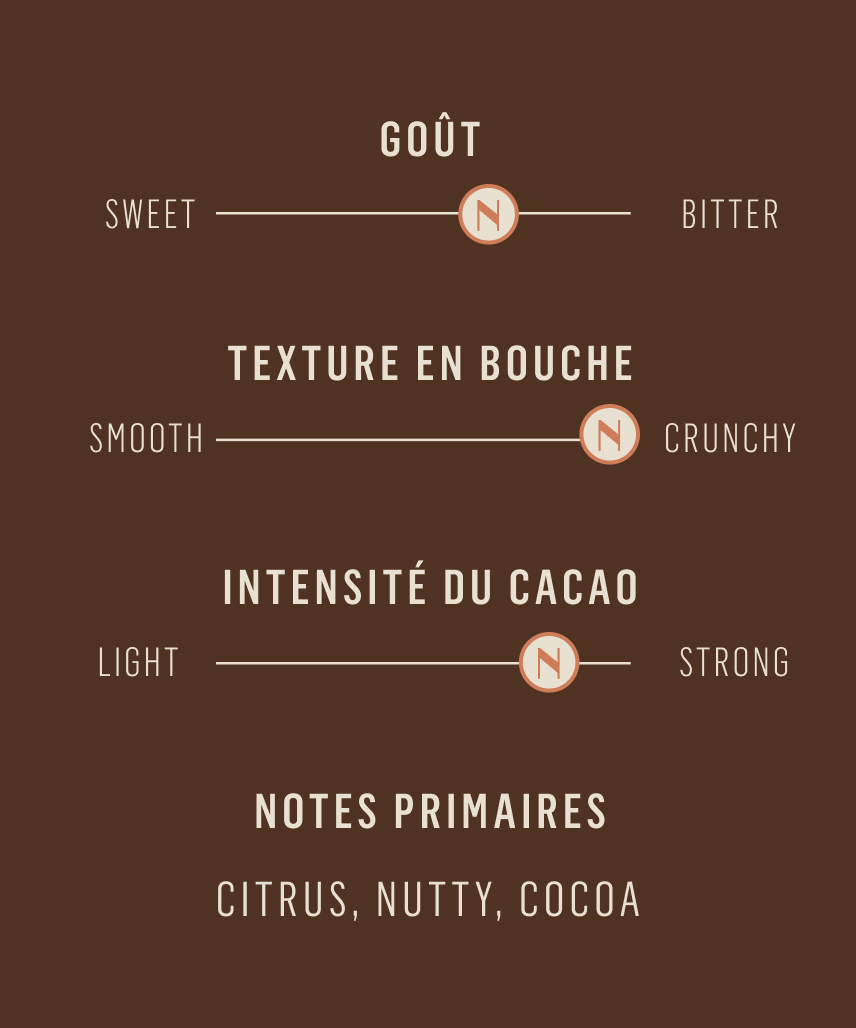 GOÛT
SWEET N BITTER
TEXTURE EN BOUCHE
SMOOTH N CRUNCHY
INTENSITÉ DU CACAO
LIGHT N STRONG
NOTES PRIMAIRES
CITRUS, NUTTY, COCOA